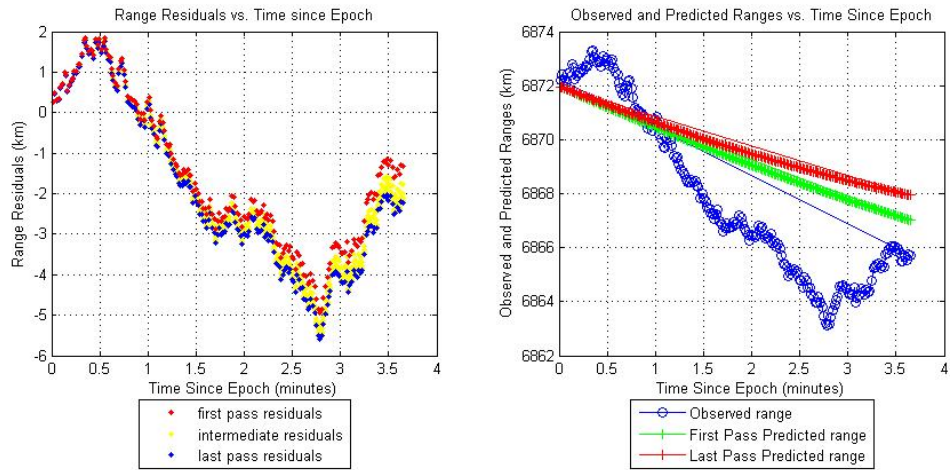 Range Residuals vs. Time since Epoch
Range Residuals (km)
2
1
0
-1
-2
-3
-4
-5
-6
0 0.5 1 1.5 2 2.5 3 3.5 4
Time Since Epoch (minutes)
first pass residuals
intermediate residuals
last pass residuals
Observed and Predicted Ranges vs. Time Since Epoch
Observed and Predicted Ranges (km)
6874
6872
6870
6868
6866
6864
6862
0 0.5 1 1.5 2 2.5 3 3.5 4
Time Since Epoch (minutes)
Observed range
First Pass Predicted range
Last Pass Predicted range